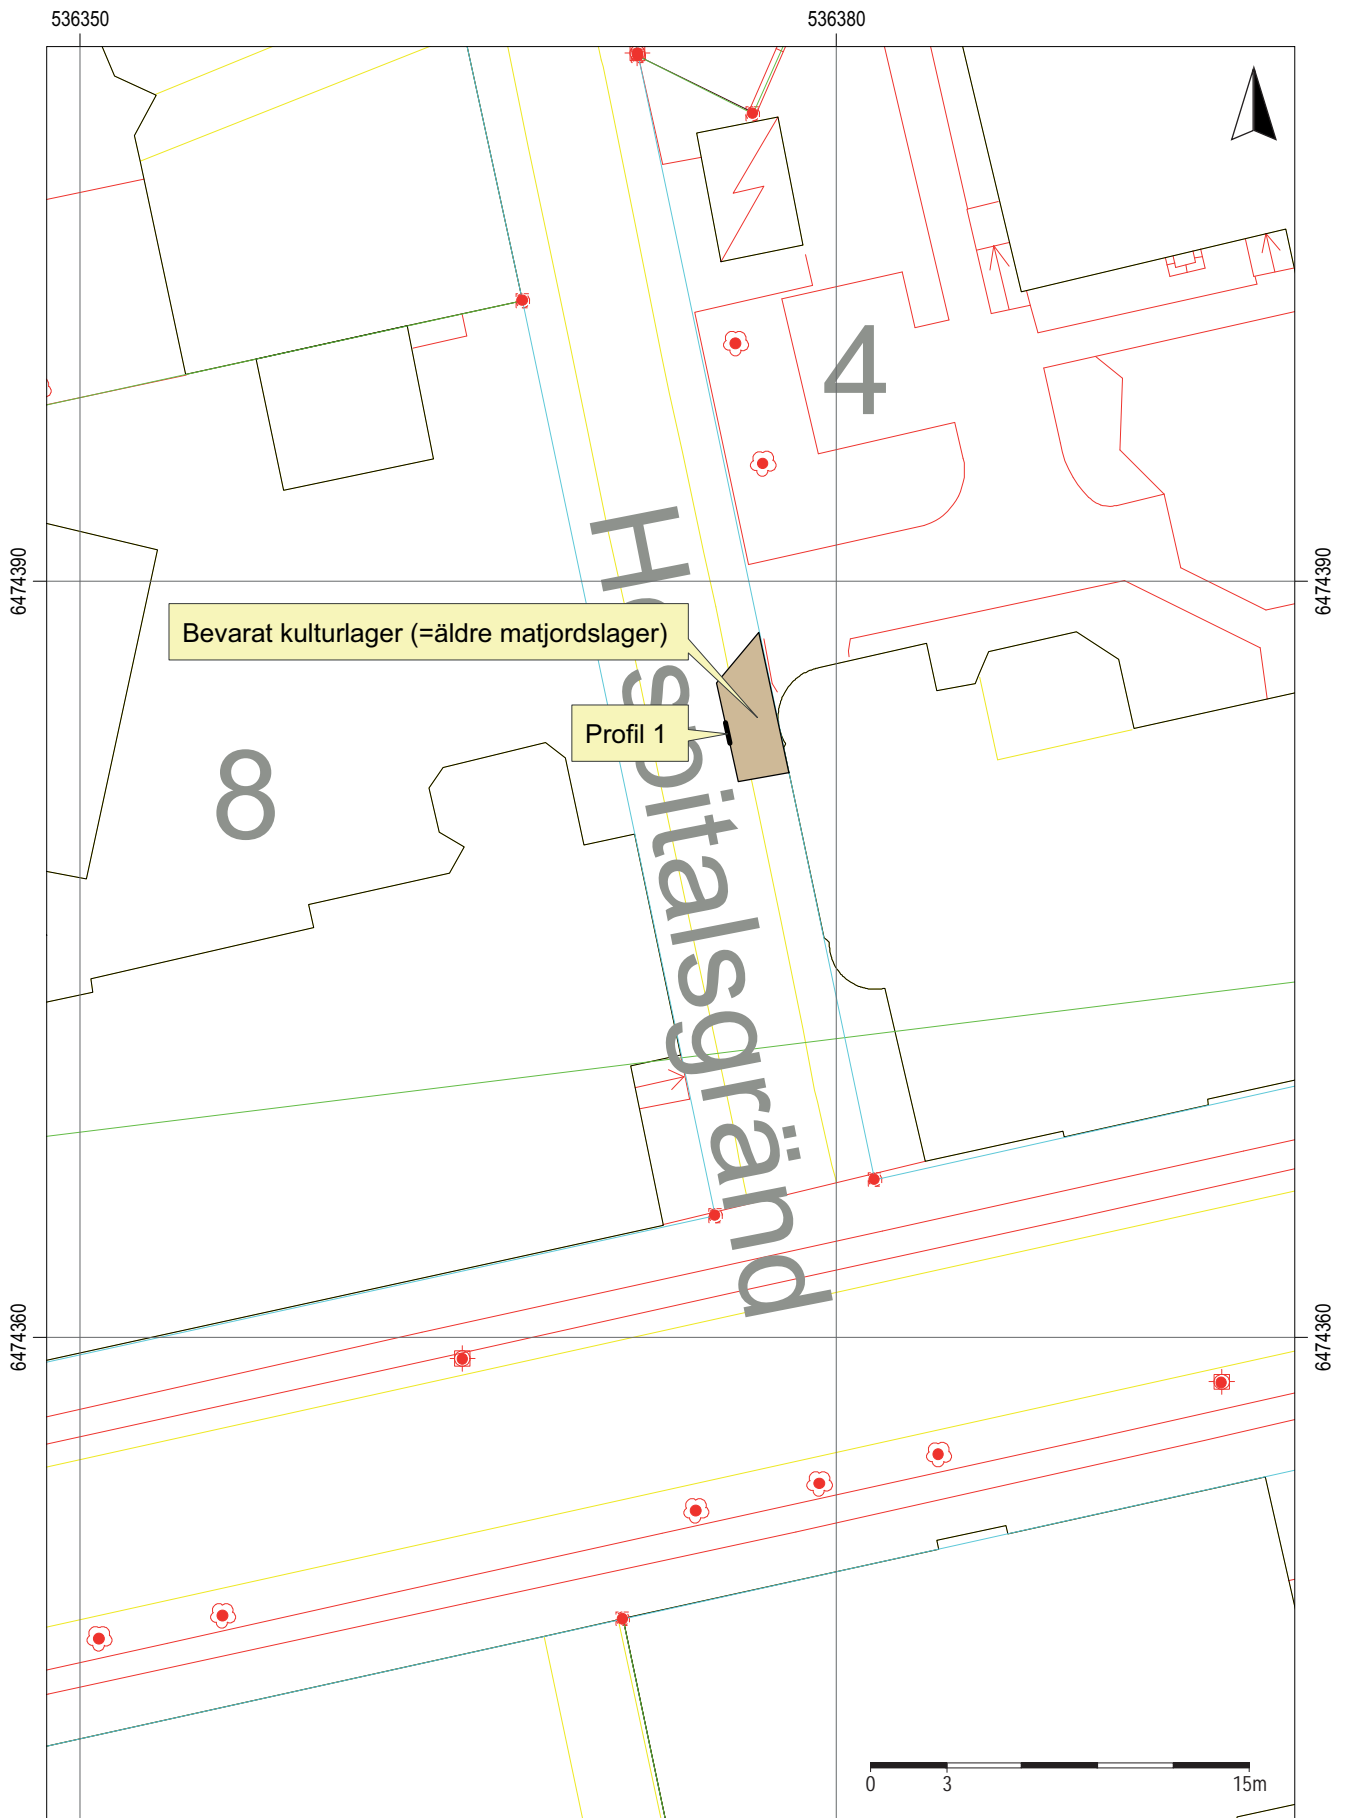 536350
536380
4
6474390
6474390
Bevarat kulturlager (=äldre matjordslager)
Profil 1
8
Hospitalsgränd
6474360
6474360
0
3
15m